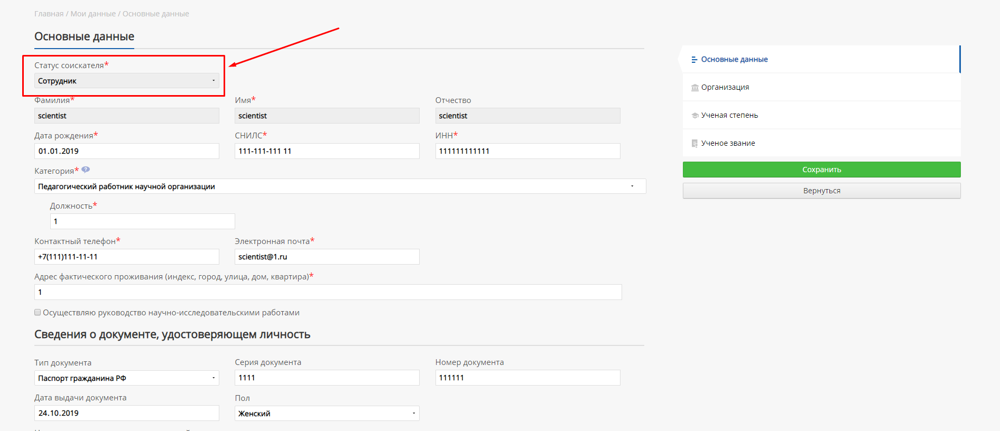 Главная / Мои данные / Основные данные
Основные данные
Статус соискателя*
Сотрудник
Фамилия* Имя* Отчество
scientist scientist scientist
Дата рождения* СНИЛС* ИНН*
01.01.2019 111-111-111 11 111111111111
Категория* ?
Педагогический работник научной организации
Должность*
1
Контактный телефон* Электронная почта*
+7(111)111-11-11 scientist@1.ru
Адрес фактического проживания (индекс, город, улица, дом, квартира)*
1
Осуществляю руководство научно-исследовательскими работами
Сведения о документе, удостоверяющем личность
Тип документа Серия документа Номер документа
Паспорт гражданина РФ 1111 111111
Дата выдачи документа Пол
24.10.2019 Женский
Основные данные
Организация
Ученая степень
Ученое звание
Сохранить
Вернуться